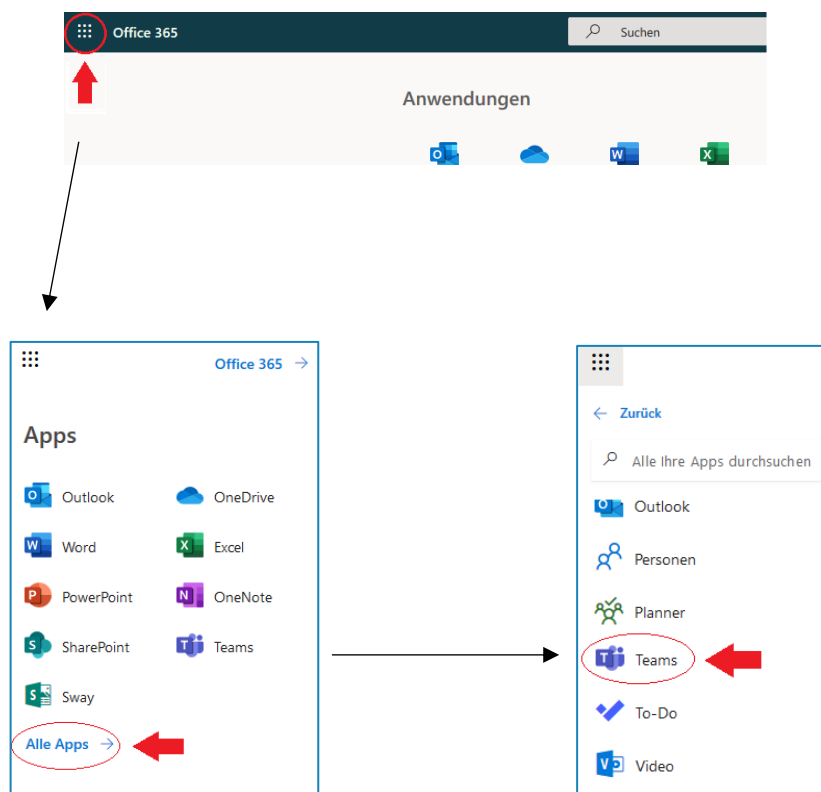 Office 365
Suchen
Anwendungen
Office 365
Apps
Outlook OneDrive
Word Excel
PowerPoint OneNote
SharePoint Teams
Sway
Alle Apps
Zurück
Alle Ihre Apps durchsuchen
Outlook
Personen
Planner
Teams
To-Do
Video